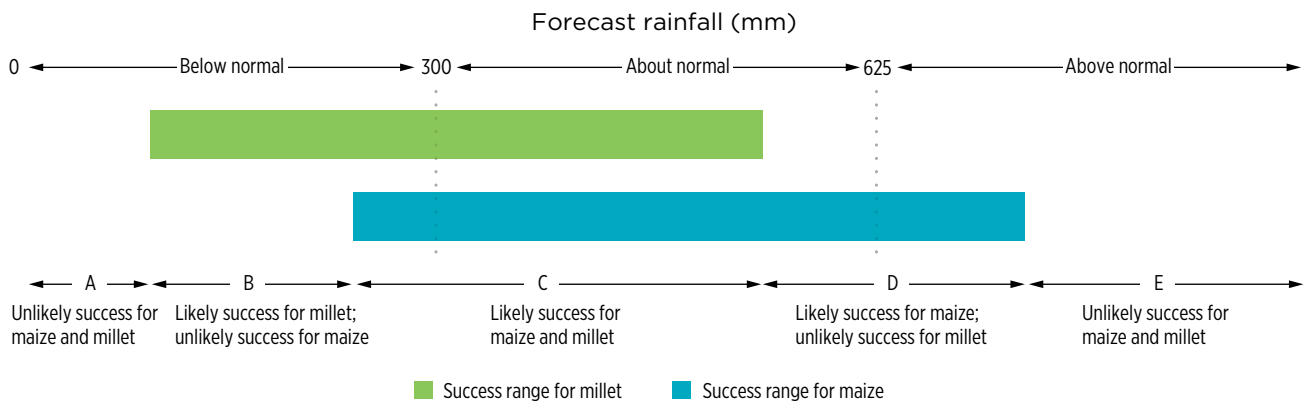 Forecast rainfall (mm)
0 Below normal 300 About normal 625 Above normal
A B C D E
Unlikely success for maize and millet
Likely success for millet; unlikely success for maize
Likely success for maize and millet
Likely success for maize; unlikely success for millet
Unlikely success for maize and millet
Success range for millet Success range for maize